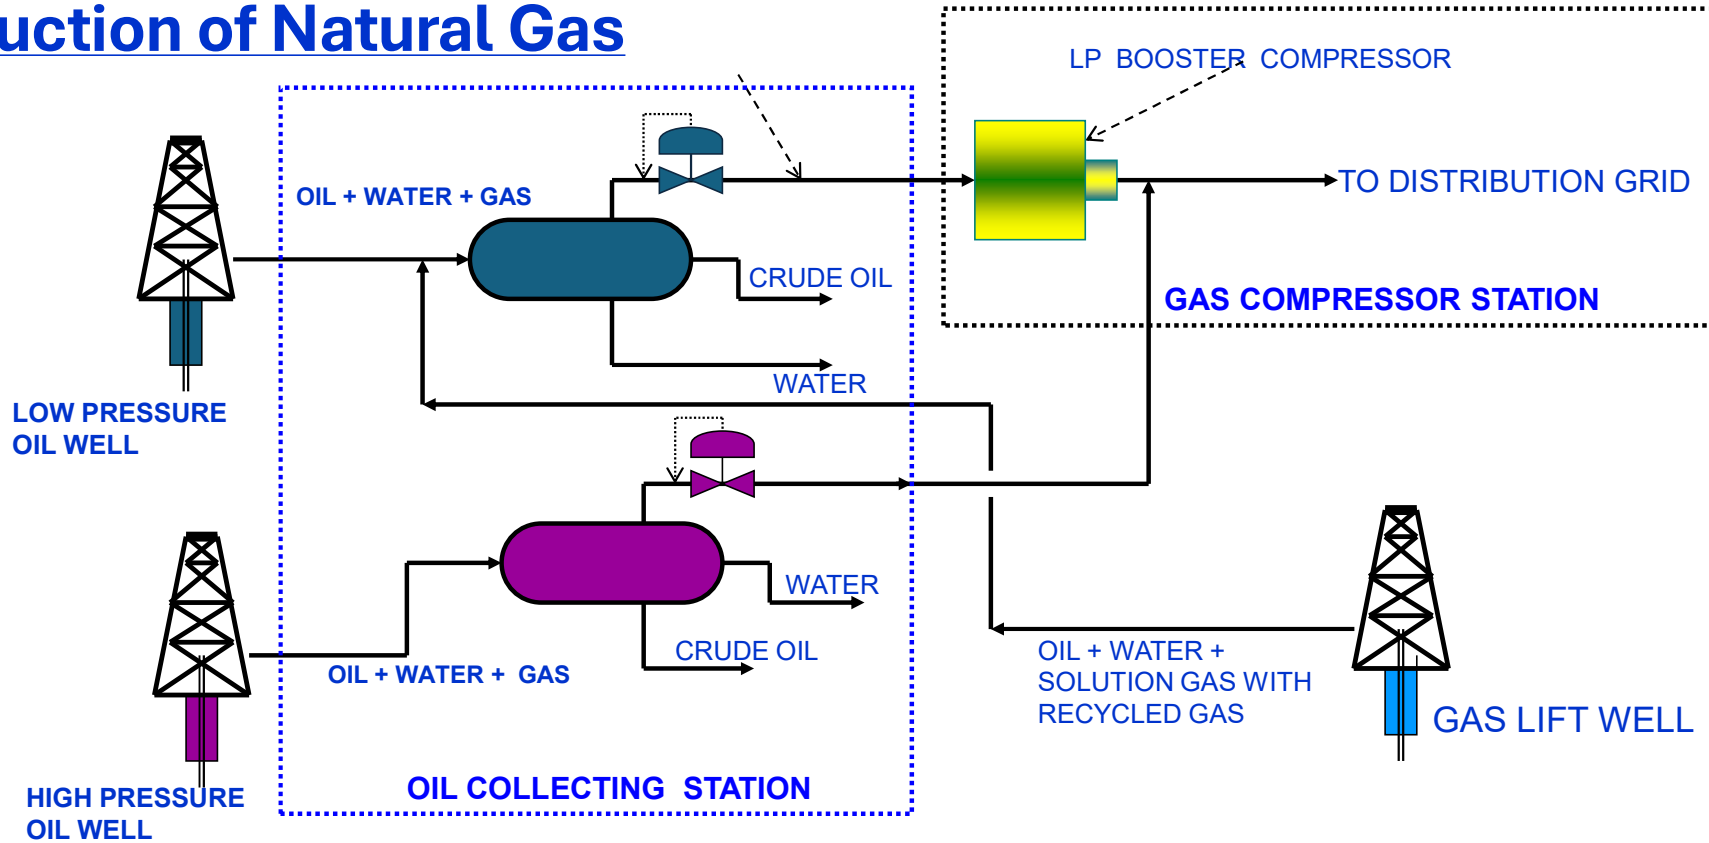 uction of Natural Gas
LP BOOSTER COMPRESSOR
OIL + WATER + GAS
TO DISTRIBUTION GRID
CRUDE OIL
GAS COMPRESSOR STATION
WATER
LOW PRESSURE
OIL WELL
WATER
CRUDE OIL
OIL + WATER + GAS
OIL + WATER +
SOLUTION GAS WITH
RECYCLED GAS
GAS LIFT WELL
OIL COLLECTING STATION
HIGH PRESSURE
OIL WELL